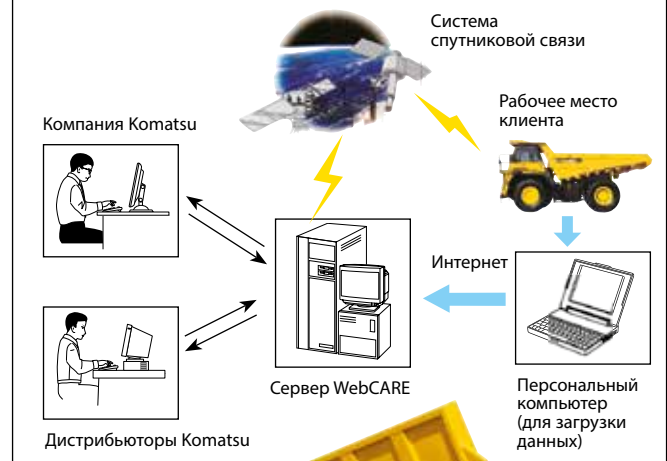 Система
спутниковой связи
Рабочее место
клиента
Компания Komatsu
Интернет
Сервер WebCARE
Персональный
компьютер
(для загрузки
данных)
Дистрибьюторы Komatsu